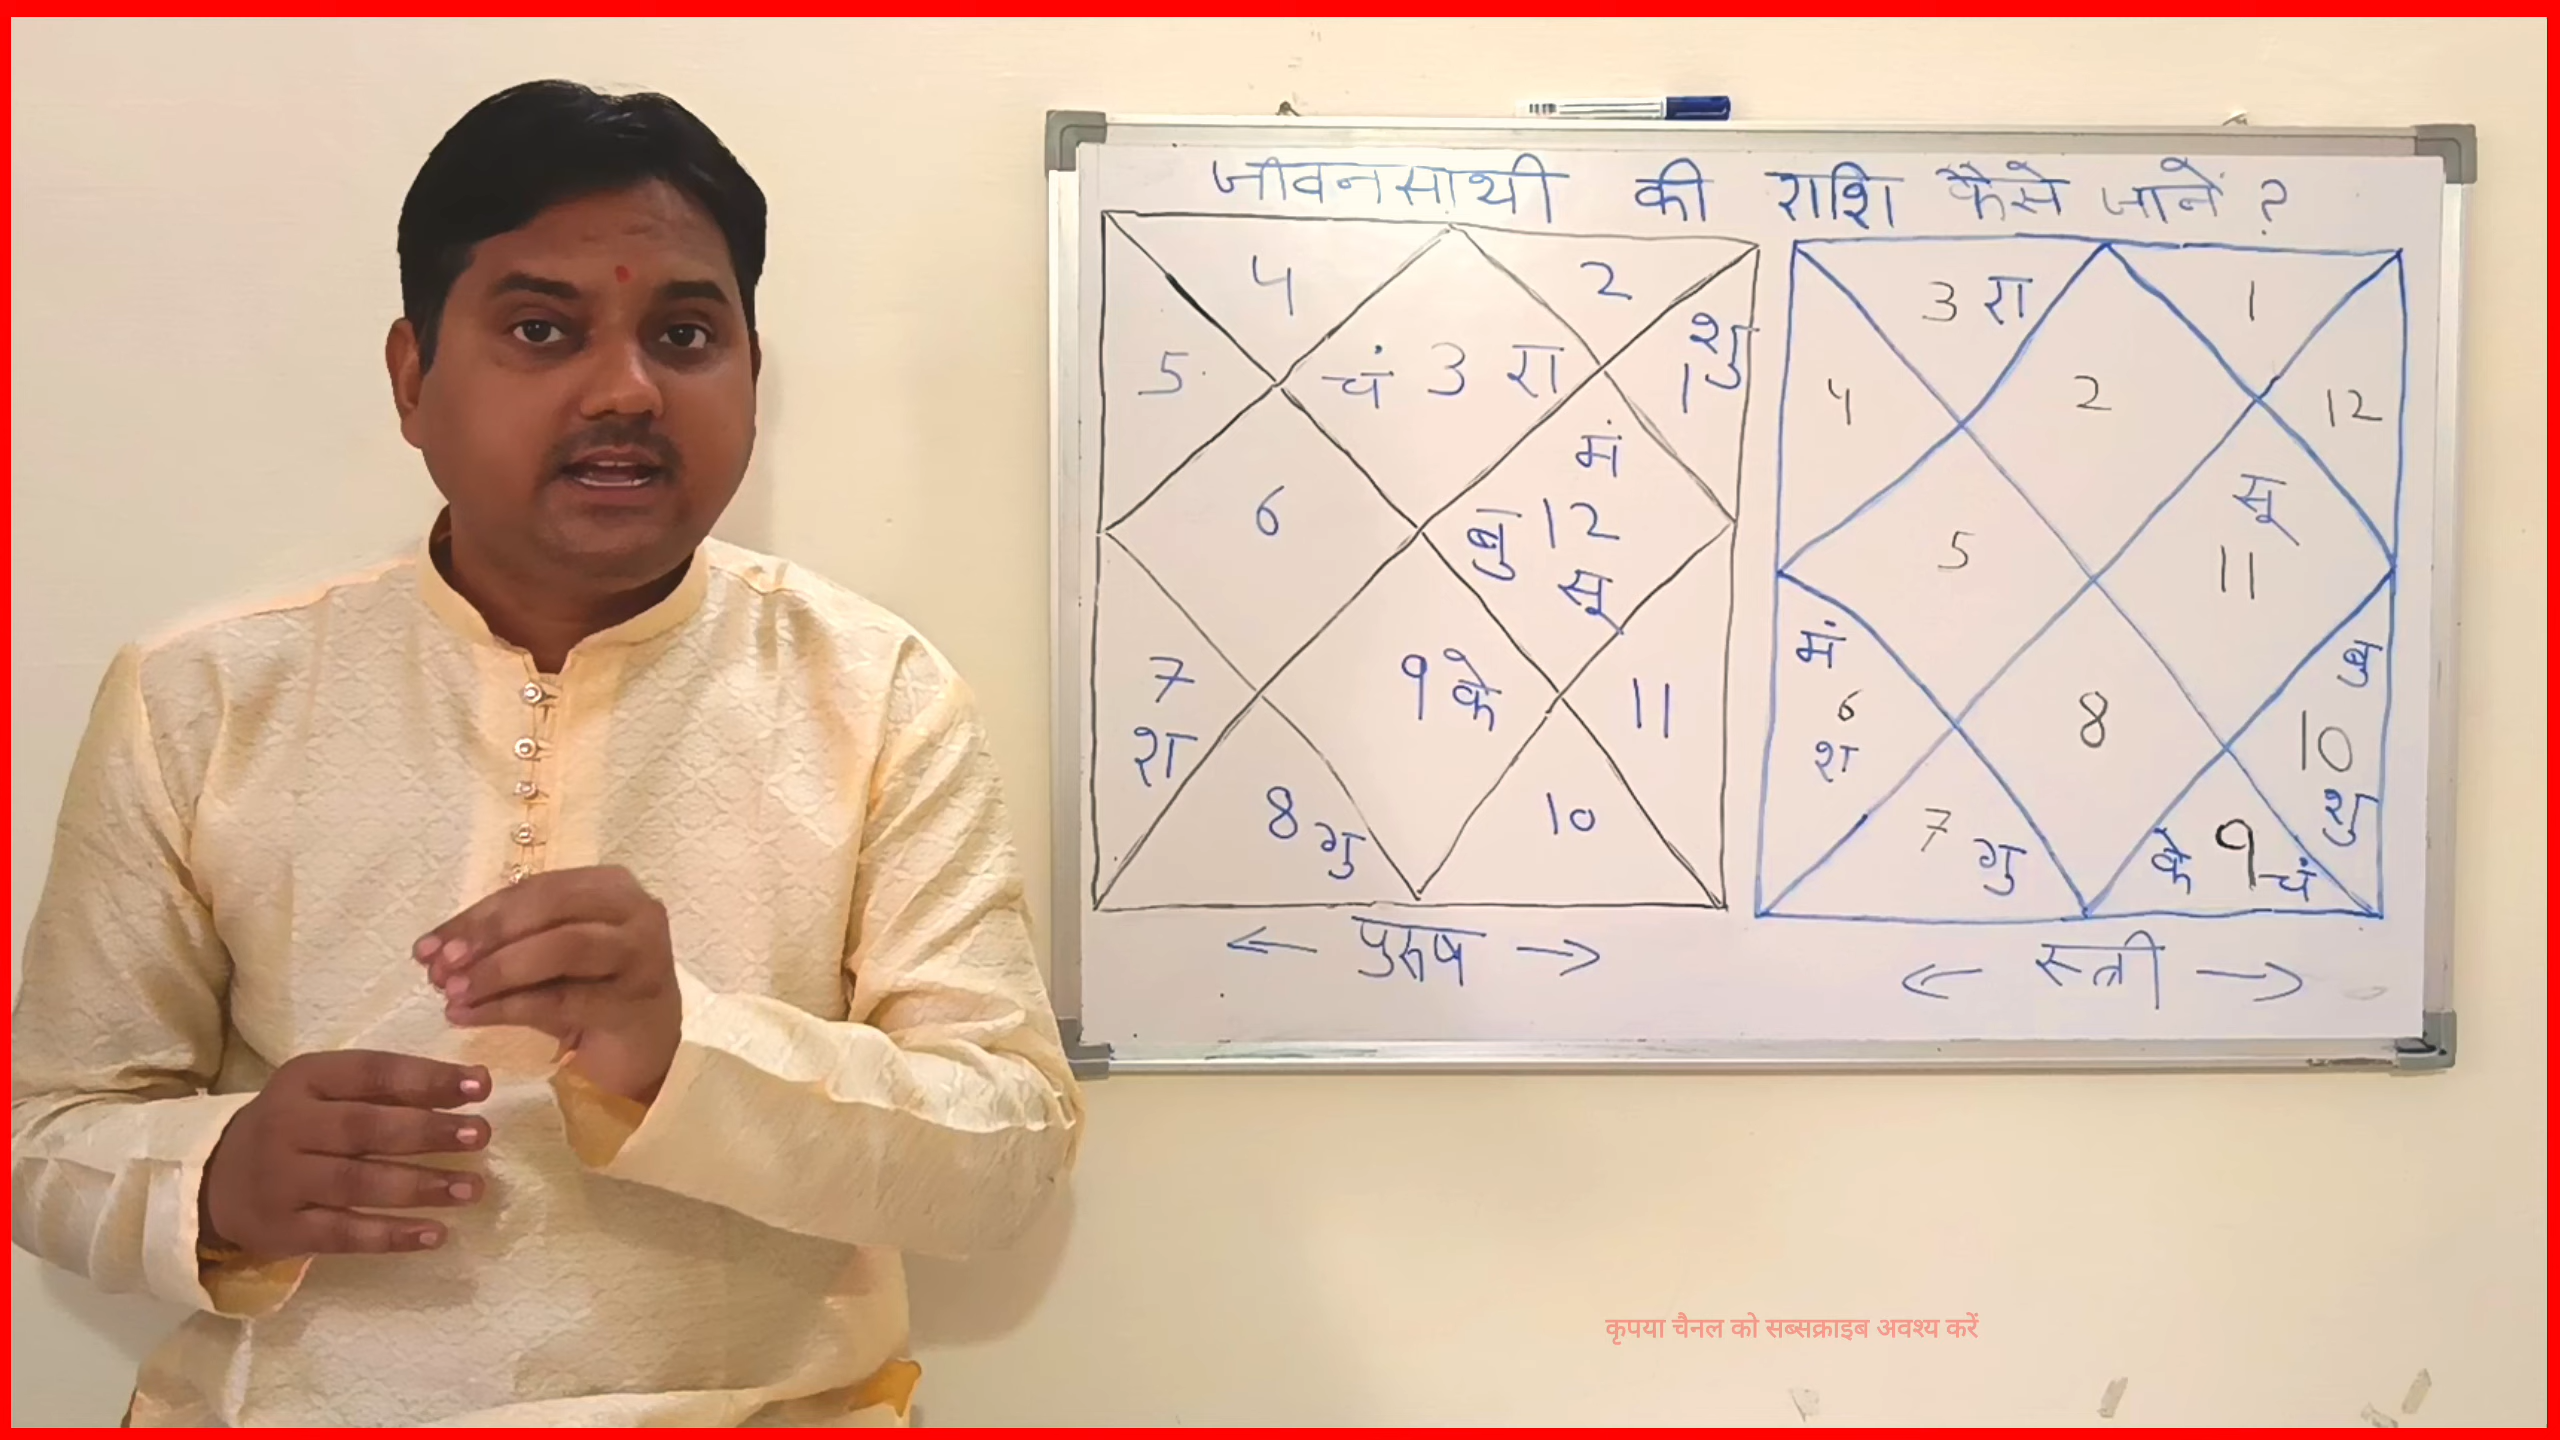 जीवनसाथी की राशि कैसे जानें ?
4
2
5
चं 3 रा
शु
1
6
मं
बु 12
सू
7
श
9 के
11
8 गु
10
← पुरुष →
3 रा
1
4
2
12
5
सू
11
मं
6
श
8
बु
10
शु
7 गु
के 9 चं
← स्त्री →
कृपया चैनल को सब्सक्राइब अवश्य करें